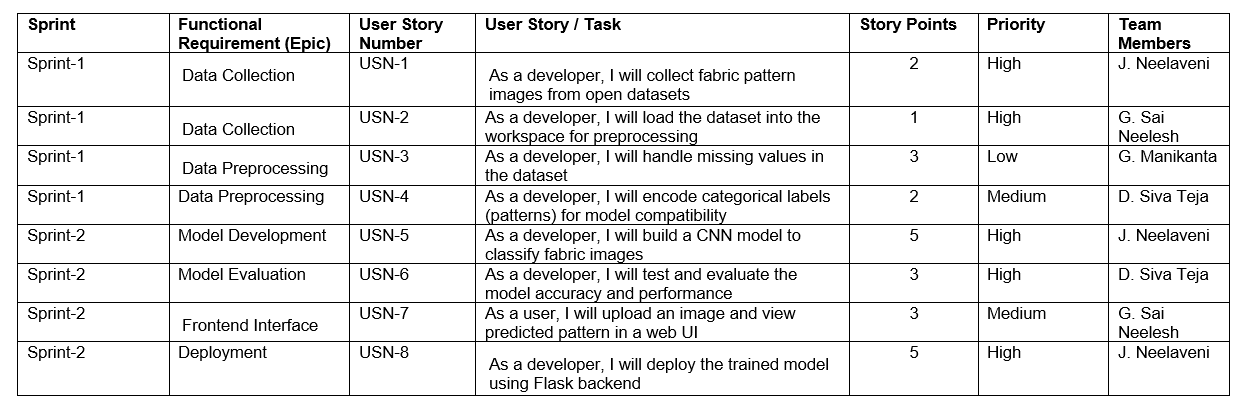 Sprint Functional Requirement (Epic) User Story Number User Story / Task Story Points Priority Team Members
Sprint-1 Data Collection USN-1 As a developer, I will collect fabric pattern images from open datasets 2 High J. Neelaveni
Sprint-1 Data Collection USN-2 As a developer, I will load the dataset into the workspace for preprocessing 1 High G. Sai Neelesh
Sprint-1 Data Preprocessing USN-3 As a developer, I will handle missing values in the dataset 3 Low G. Manikanta
Sprint-1 Data Preprocessing USN-4 As a developer, I will encode categorical labels (patterns) for model compatibility 2 Medium D. Siva Teja
Sprint-2 Model Development USN-5 As a developer, I will build a CNN model to classify fabric images 5 High J. Neelaveni
Sprint-2 Model Evaluation USN-6 As a developer, I will test and evaluate the model accuracy and performance 3 High D. Siva Teja
Sprint-2 Frontend Interface USN-7 As a user, I will upload an image and view predicted pattern in a web UI 3 Medium G. Sai Neelesh
Sprint-2 Deployment USN-8 As a developer, I will deploy the trained model using Flask backend 5 High J. Neelaveni